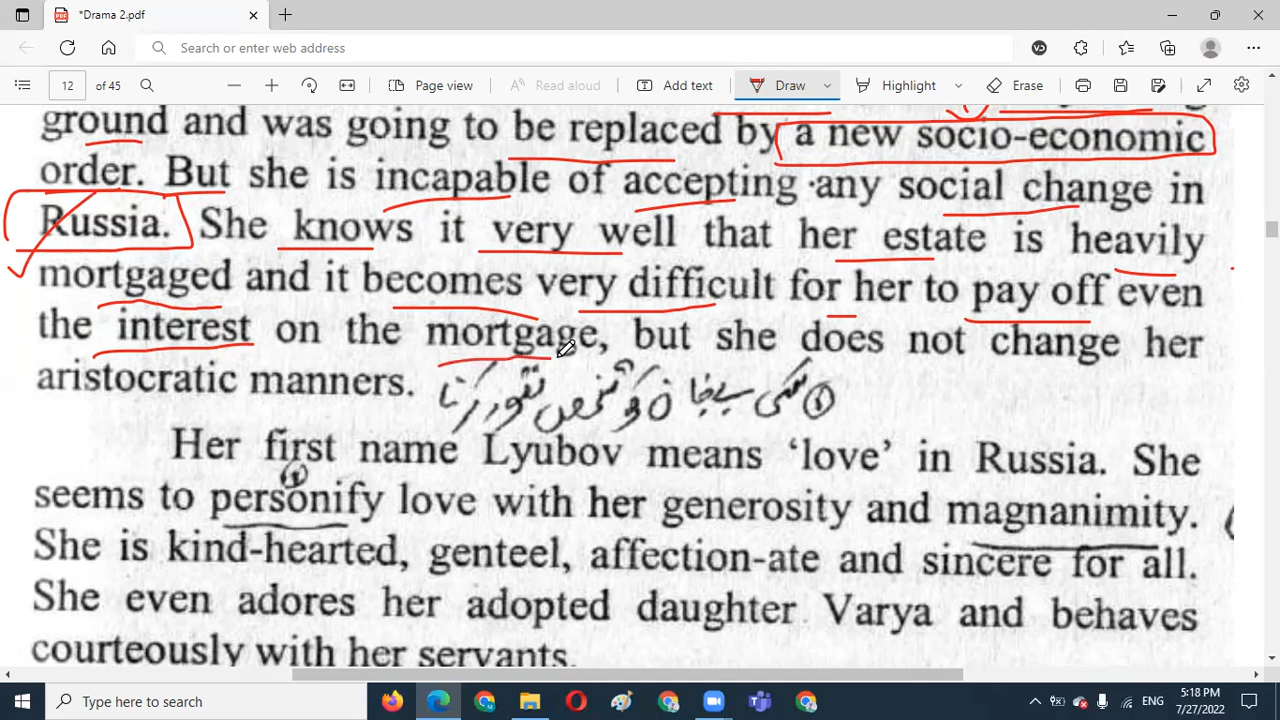 *Drama 2.pdf
Search or enter web address
12 of 45
Page view
Read aloud
Add text
Draw
Highlight
Erase
ground and was going to be replaced by a new socio-economic
order. But she is incapable of accepting any social change in
Russia. She knows it very well that her estate is heavily
mortgaged and it becomes very difficult for her to pay off even
the interest on the mortgage, but she does not change her
aristocratic manners.
Her first name Lyubov means ‘love’ in Russia. She
seems to personify love with her generosity and magnanimity.
She is kind-hearted, genteel, affection-ate and sincere for all.
She even adores her adopted daughter Varya and behaves
courteously with her servants.
Type here to search
ENG
5:18 PM
7/27/2022